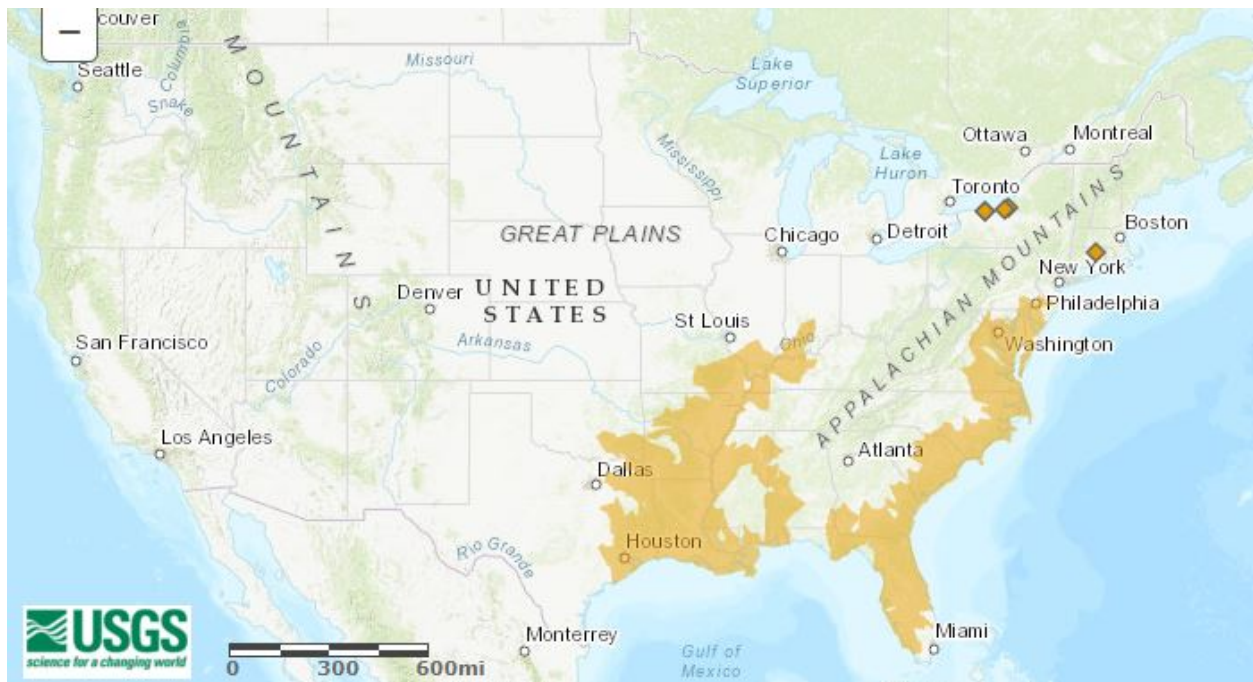 −
couver
Seattle
Columbia
Snake
MOUNTAINS
Missouri
Lake
Superior
Mississippi
Ottawa
Montreal
Lake
Huron
Toronto
Boston
GREAT PLAINS
Chicago
Detroit
New York
APPALACHIAN MOUNTAINS
Denver
UNITED
STATES
Philadelphia
St Louis
Ohio
Washington
San Francisco
Colorado
Arkansas
Los Angeles
Atlanta
Dallas
Houston
Rio Grande
USGS
science for a changing world
0 300 600mi
Monterrey
Gulf of
Mexico
Miami